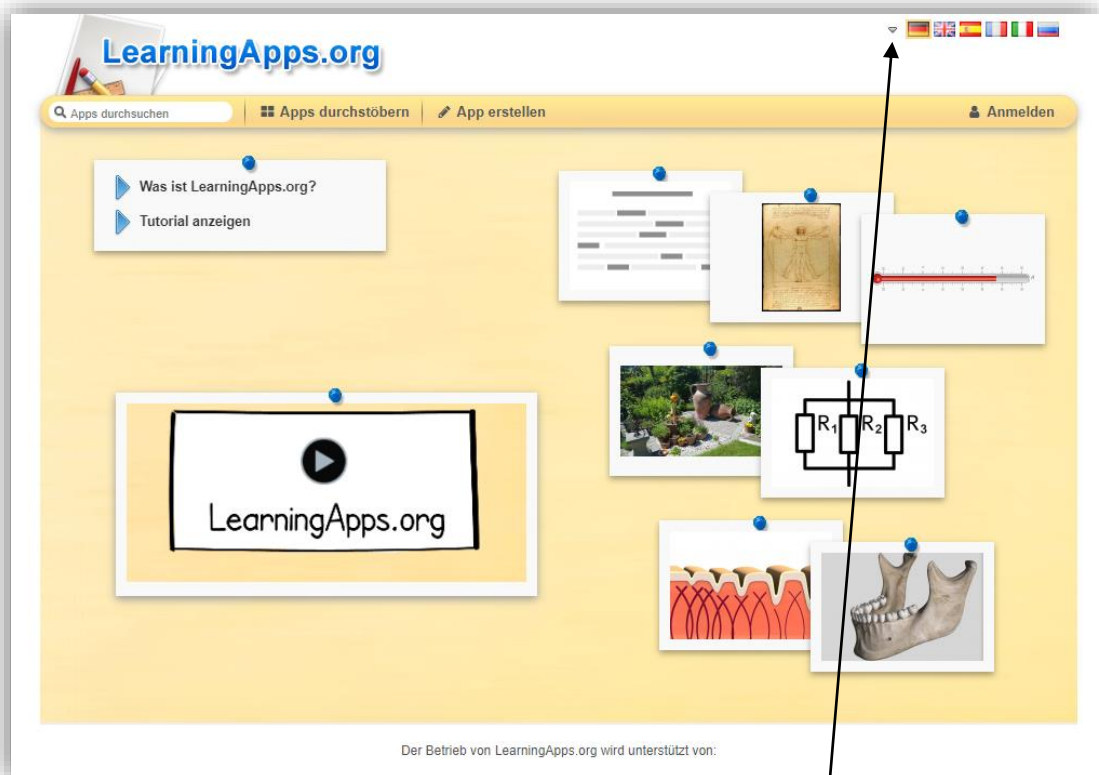 LearningApps.org
Apps durchsuchen
Apps durchstöbern
App erstellen
Anmelden
Was ist LearningApps.org?
Tutorial anzeigen
LearningApps.org
R1
R2
R3
Der Betrieb von LearningApps.org wird unterstützt von: